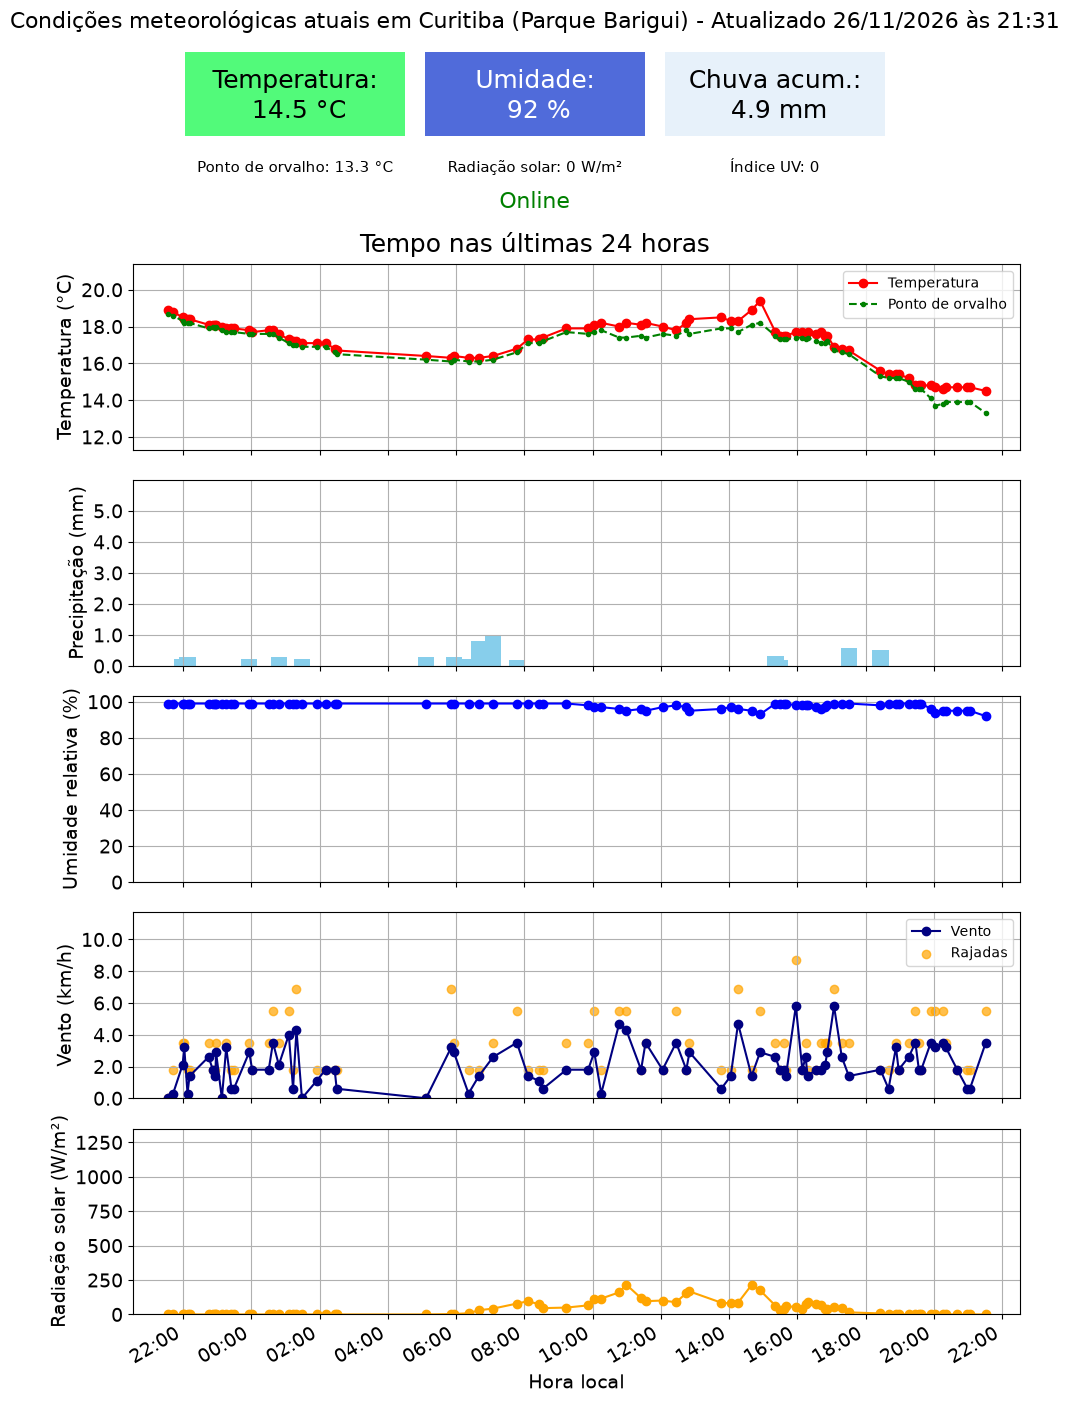 Condições meteorológicas atuais em Curitiba (Parque Barigui) - Atualizado 26/11/2026 às 21:31
Temperatura:
14.5 °C
Umidade:
92 %
Chuva acum.:
4.9 mm
Ponto de orvalho: 13.3 °C
Radiação solar: 0 W/m²
Índice UV: 0
Online
Tempo nas últimas 24 horas
Temperatura (°C)
20.0
18.0
16.0
14.0
12.0
Temperatura
Ponto de orvalho
Precipitação (mm)
5.0
4.0
3.0
2.0
1.0
0.0
Umidade relativa (%)
100
80
60
40
20
0
Vento (km/h)
10.0
8.0
6.0
4.0
2.0
0.0
Vento
Rajadas
Radiação solar (W/m²)
1250
1000
750
500
250
0
22:00
00:00
02:00
04:00
06:00
08:00
10:00
12:00
14:00
16:00
18:00
20:00
22:00
Hora local